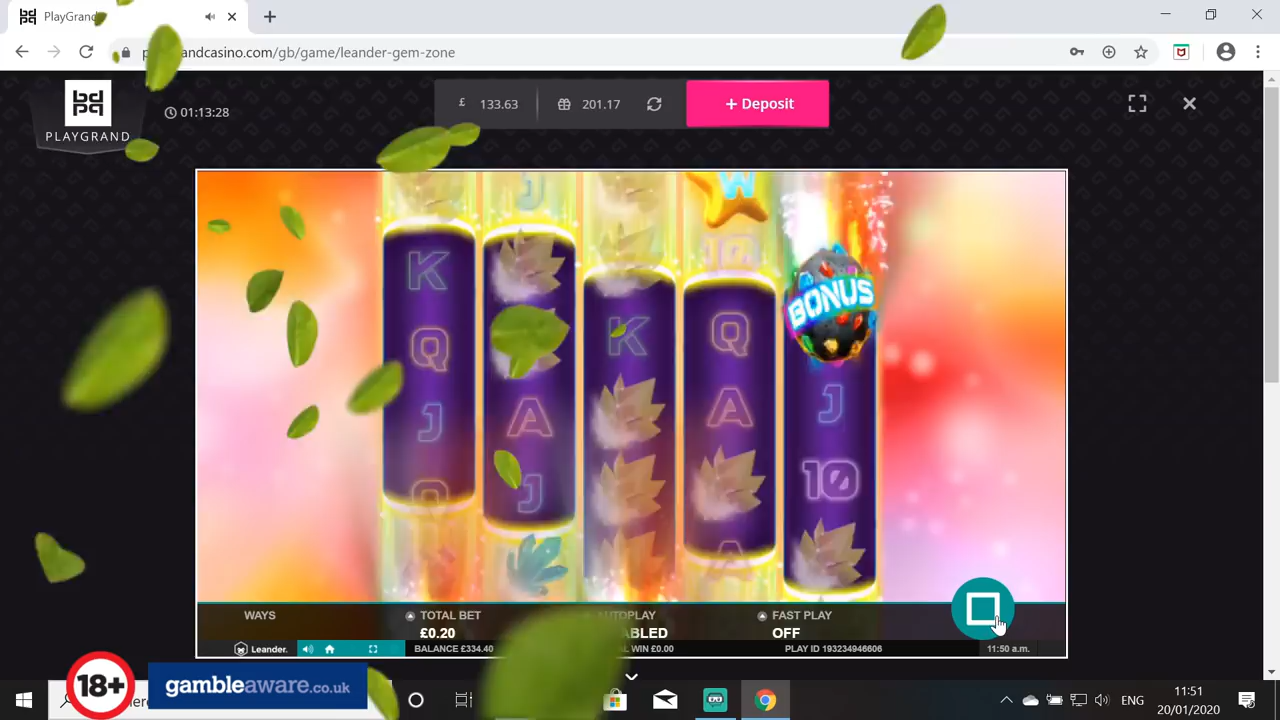 PlayGrand
andcasino.com/gb/game/leander-gem-zone
PLAYGRAND
01:13:28
£ 133.63
201.17
+ Deposit
J
W
10
K
K
Q
BONUS
Q
A
A
J
J
J
10
Q
A
WAYS
TOTAL BET
£0.20
AUTOPLAY
ABLED
FAST PLAY
OFF
Leander.
BALANCE £334.40
WIN £0.00
PLAY ID 193234946606
11:50 a.m.
18+
gambleaware.co.uk
ere
ENG
11:51
20/01/2020